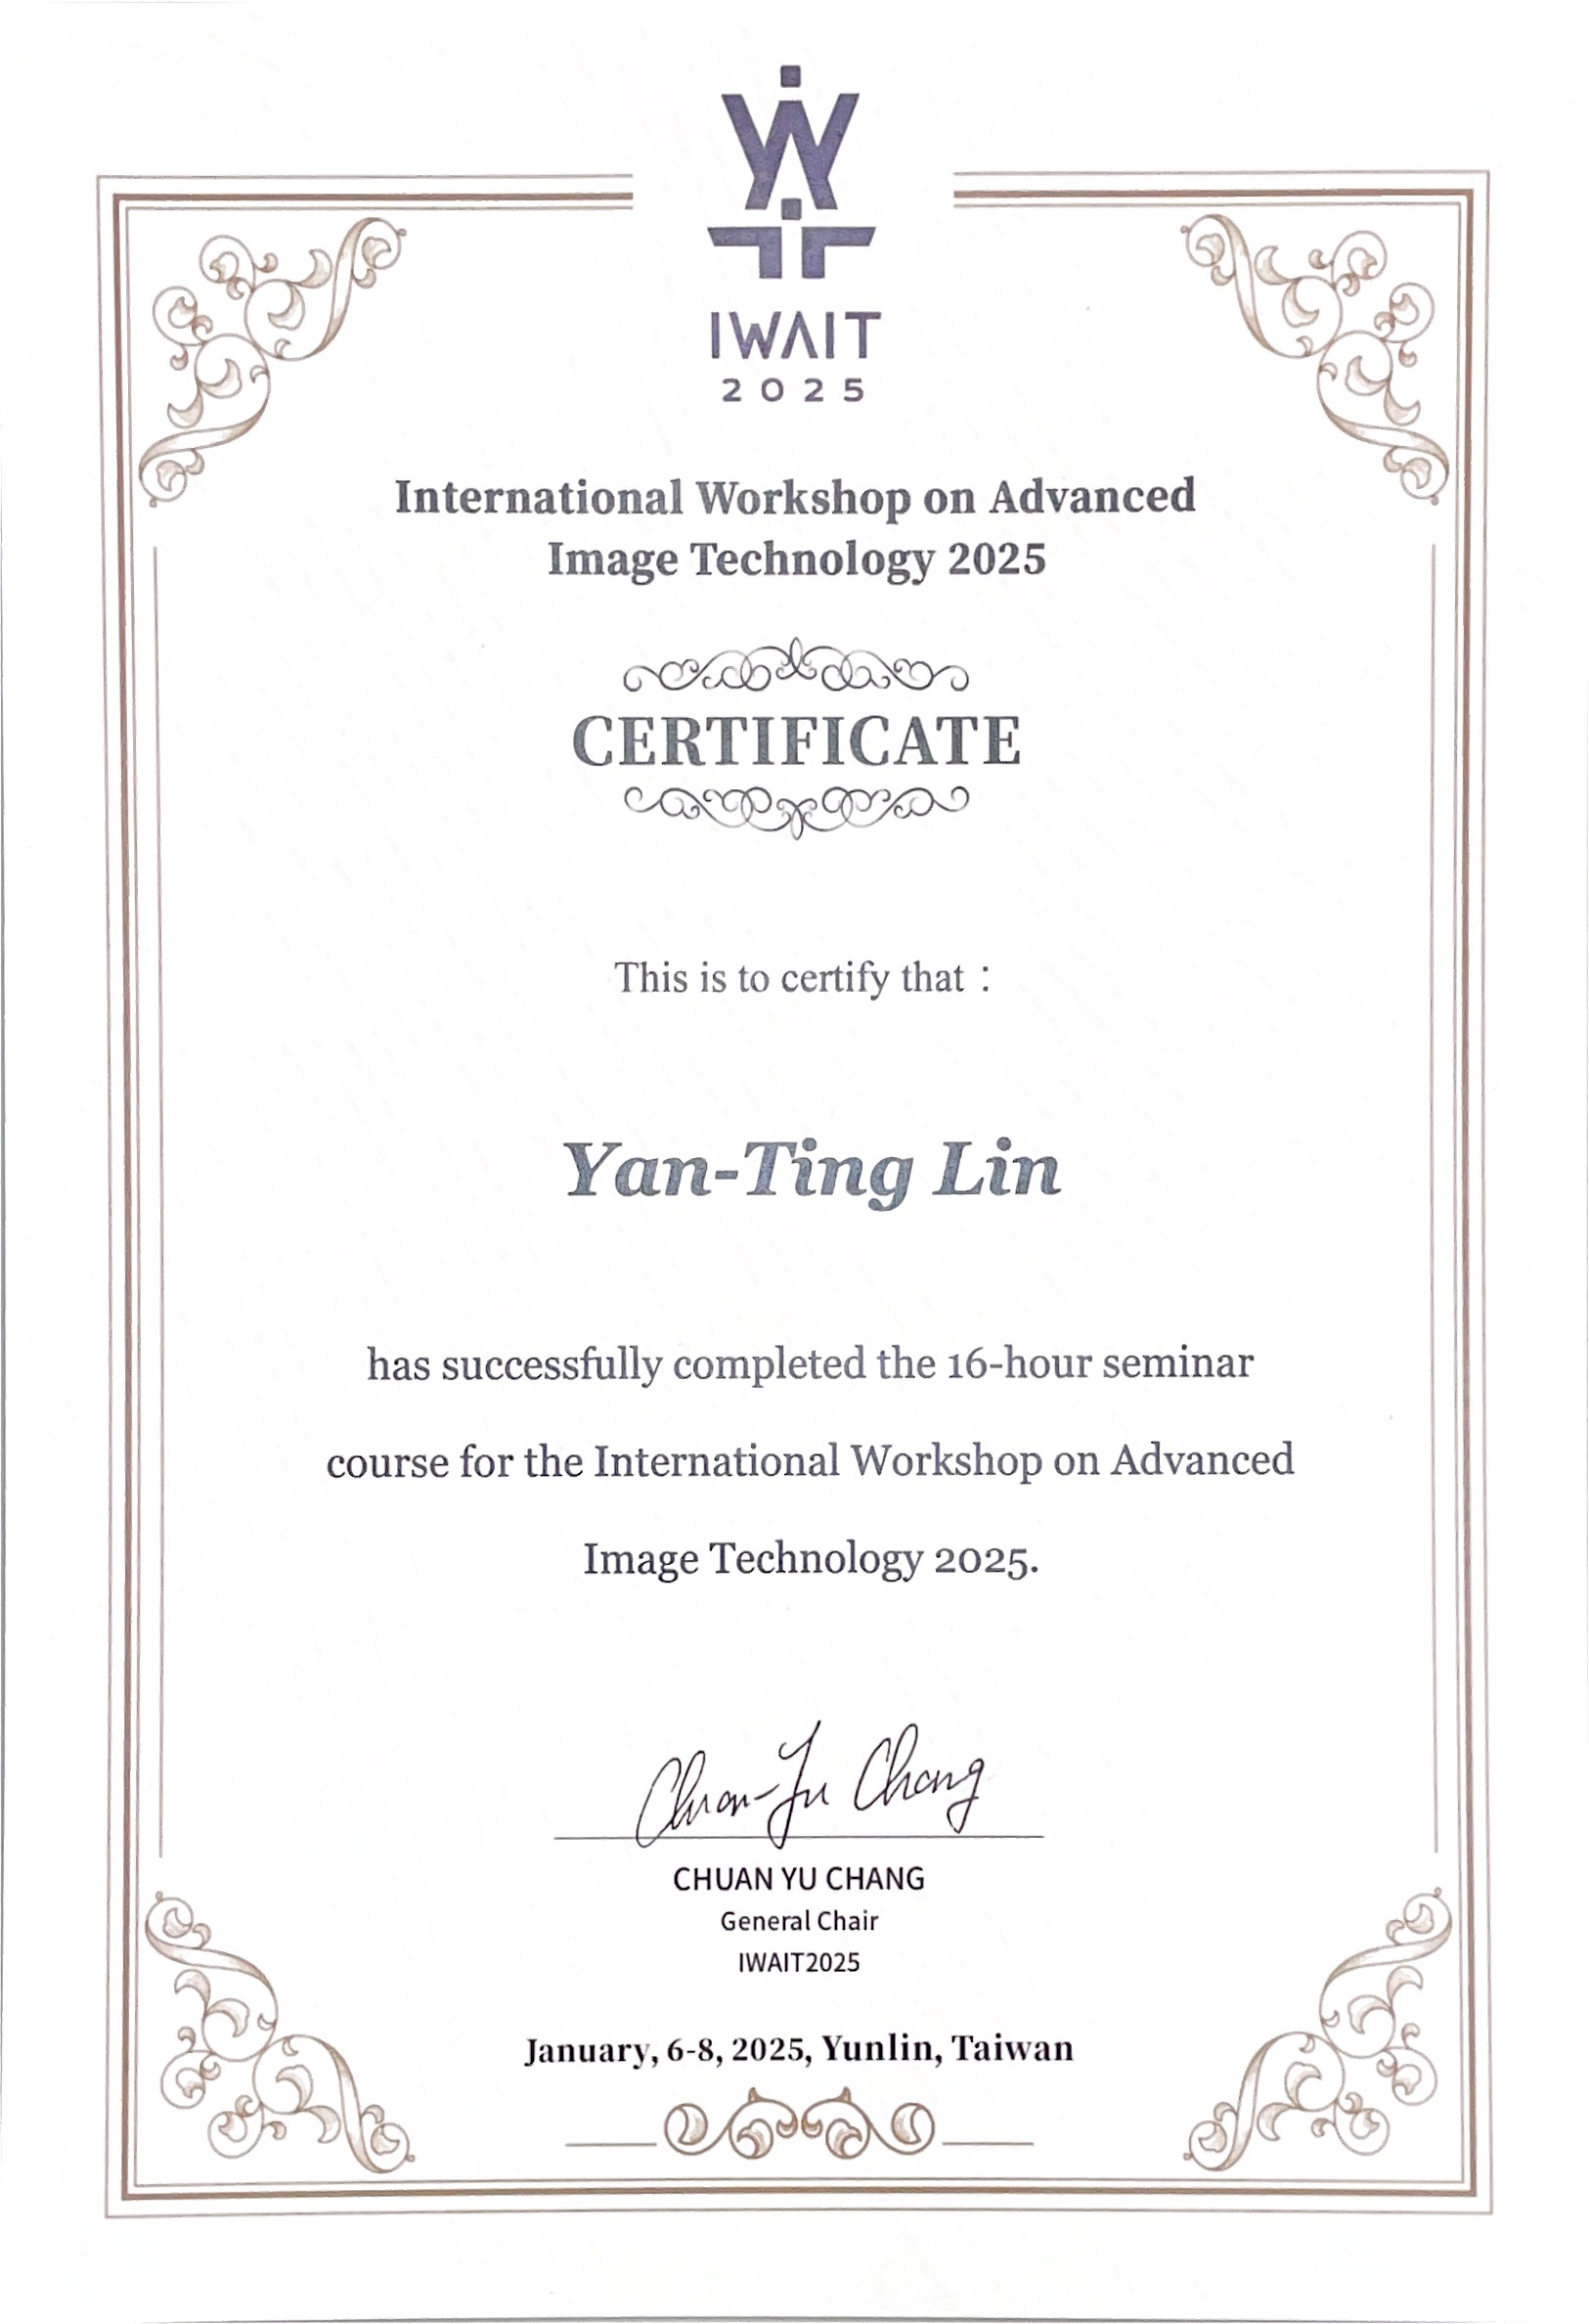 IWAIT
2025
International Workshop on Advanced
Image Technology 2025
CERTIFICATE
This is to certify that :
Yan-Ting Lin
has successfully completed the 16-hour seminar
course for the International Workshop on Advanced
Image Technology 2025.
Chuan-Yu Chang
CHUAN YU CHANG
General Chair
IWAIT2025
January, 6-8, 2025, Yunlin, Taiwan